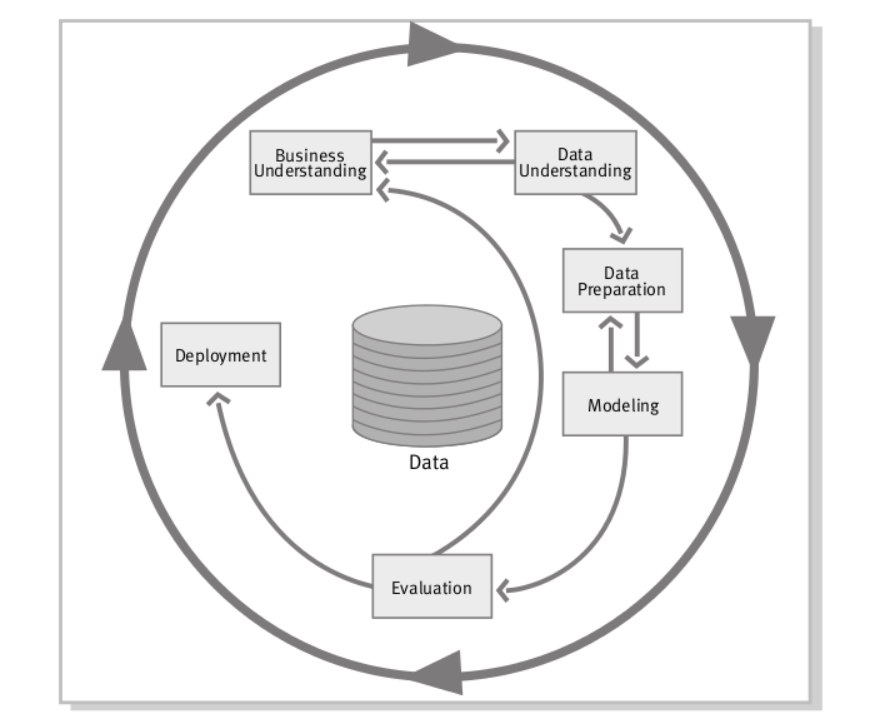 Business
Understanding
Data
Understanding
Data
Preparation
Deployment
Modeling
Data
Evaluation